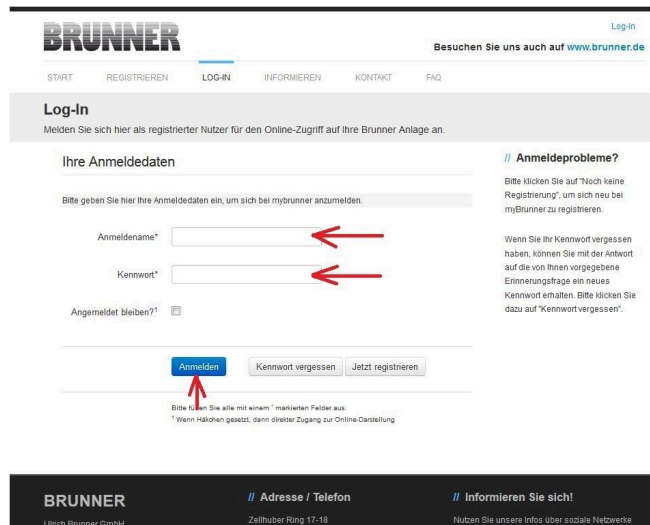 Log-In
BRUNNER
Besuchen Sie uns auch auf www.brunner.de
START REGISTRIEREN LOG-IN INFORMIEREN KONTAKT FAQ
Log-In
Melden Sie sich hier als registrierter Nutzer für den Online-Zugriff auf Ihre Brunner Anlage an.
Ihre Anmeldedaten
Bitte geben Sie hier Ihre Anmeldedaten ein, um sich bei mybrunner anzumelden.
Anmeldename*
Kennwort*
Angemeldet bleiben?¹
Anmelden Kennwort vergessen Jetzt registrieren
Bitte füllen Sie alle mit einem * markierten Felder aus.
¹ Wenn Häkchen gesetzt, dann direkter Zugang zur Online-Darstellung
// Anmeldeprobleme?
Bitte klicken Sie auf "Noch keine
Registrierung", um sich neu bei
myBrunner zu registrieren.
Wenn Sie Ihr Kennwort vergessen
haben, können Sie mit der Antwort
auf die von Ihnen vorgegebene
Erinnerungsfrage ein neues
Kennwort erhalten. Bitte klicken Sie
dazu auf "Kennwort vergessen".
BRUNNER
Ulrich Brunner GmbH
// Adresse / Telefon
Zellhuber Ring 17-18
// Informieren Sie sich!
Nutzen Sie unsere Infos über soziale Netzwerke